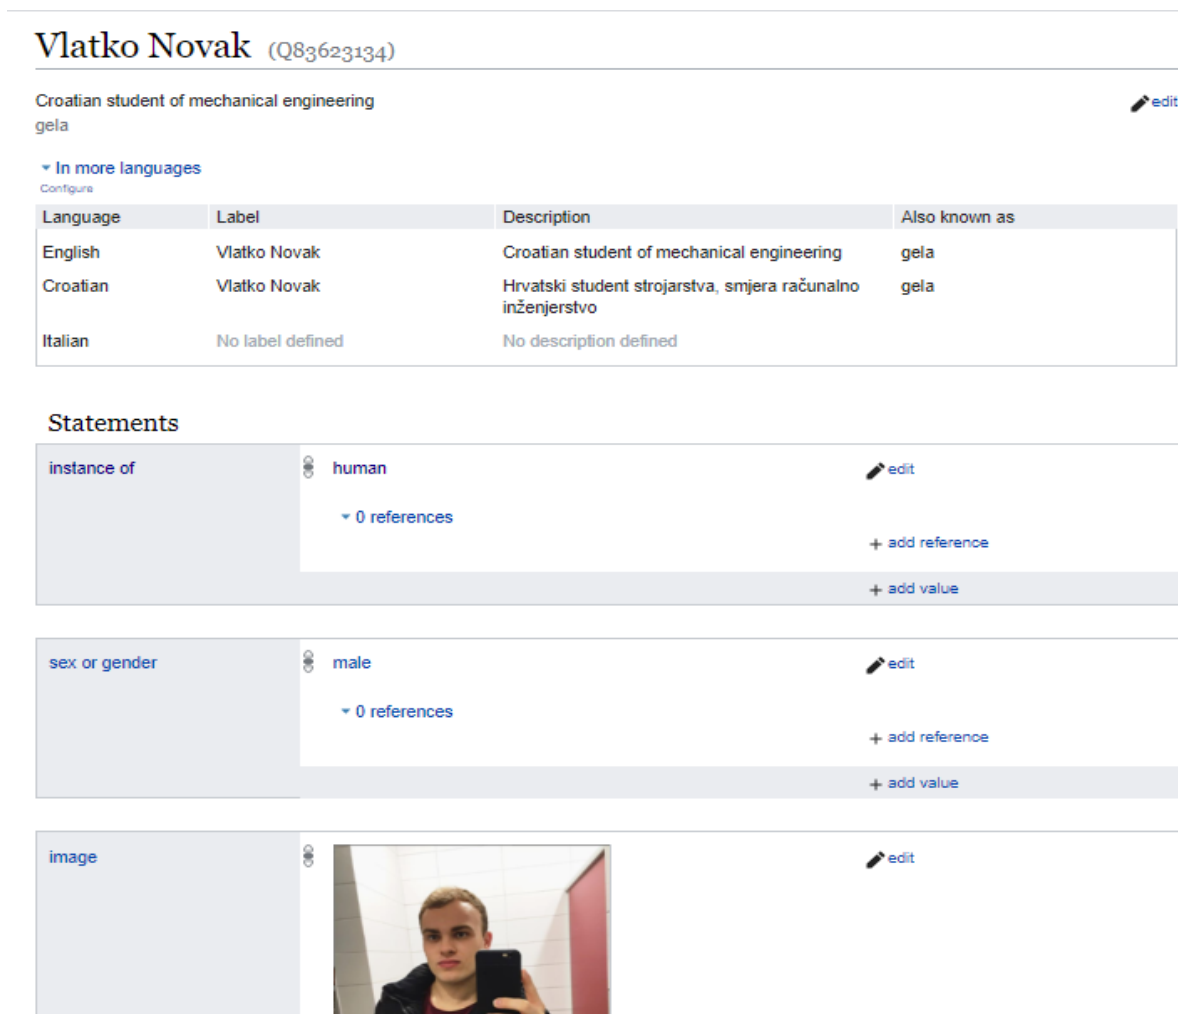 Vlatko Novak (Q83623134)
Croatian student of mechanical engineering
edit
gela
In more languages
Configure
Language Label Description Also known as
English Vlatko Novak Croatian student of mechanical engineering gela
Croatian Vlatko Novak Hrvatski student strojarstva, smjera računalno gela
inženjerstvo
Italian No label defined No description defined
Statements
instance of human edit
0 references
+ add reference
+ add value
sex or gender male edit
0 references
+ add reference
+ add value
image edit